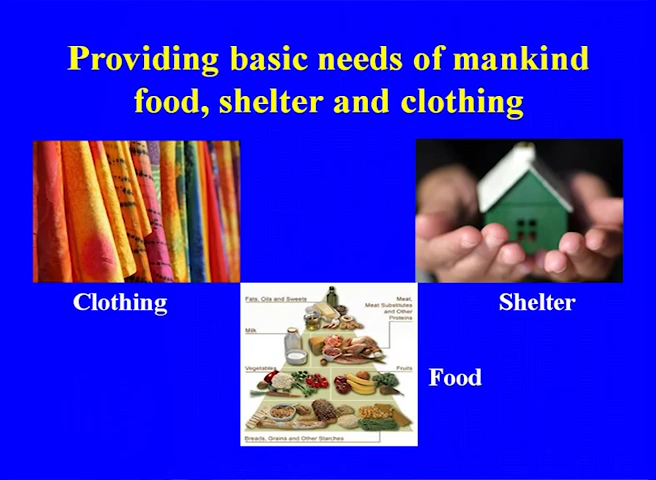 Providing basic needs of mankind
food, shelter and clothing
Clothing
Shelter
Fats, Oils and Sweets
Meat,
Meat Substitutes
and Other
Proteins
Milk
Vegetables
Fruits
Food
Breads, Grains and Other Starches